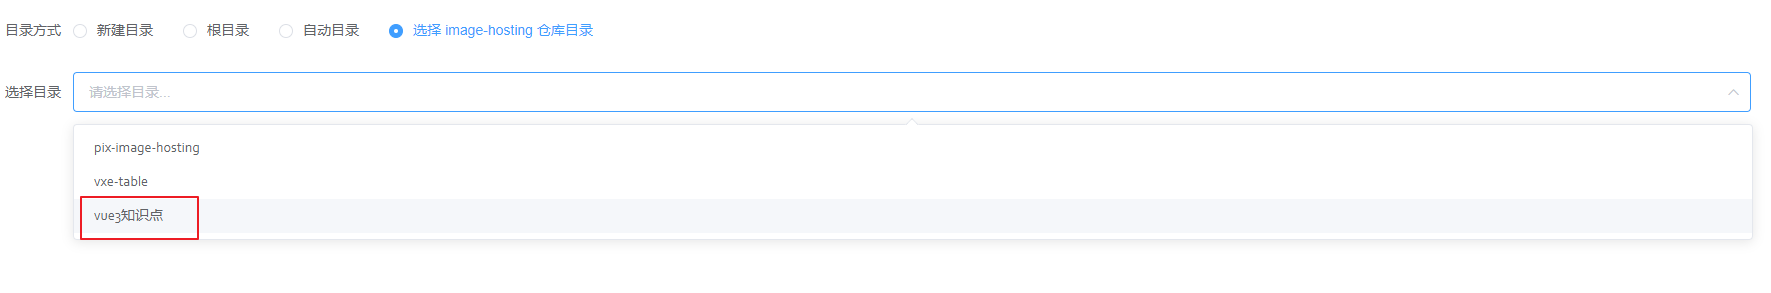 目录方式 新建目录 根目录 自动目录 选择 image-hosting 仓库目录
选择目录 请选择目录...
pix-image-hosting
vxe-table
vue3知识点